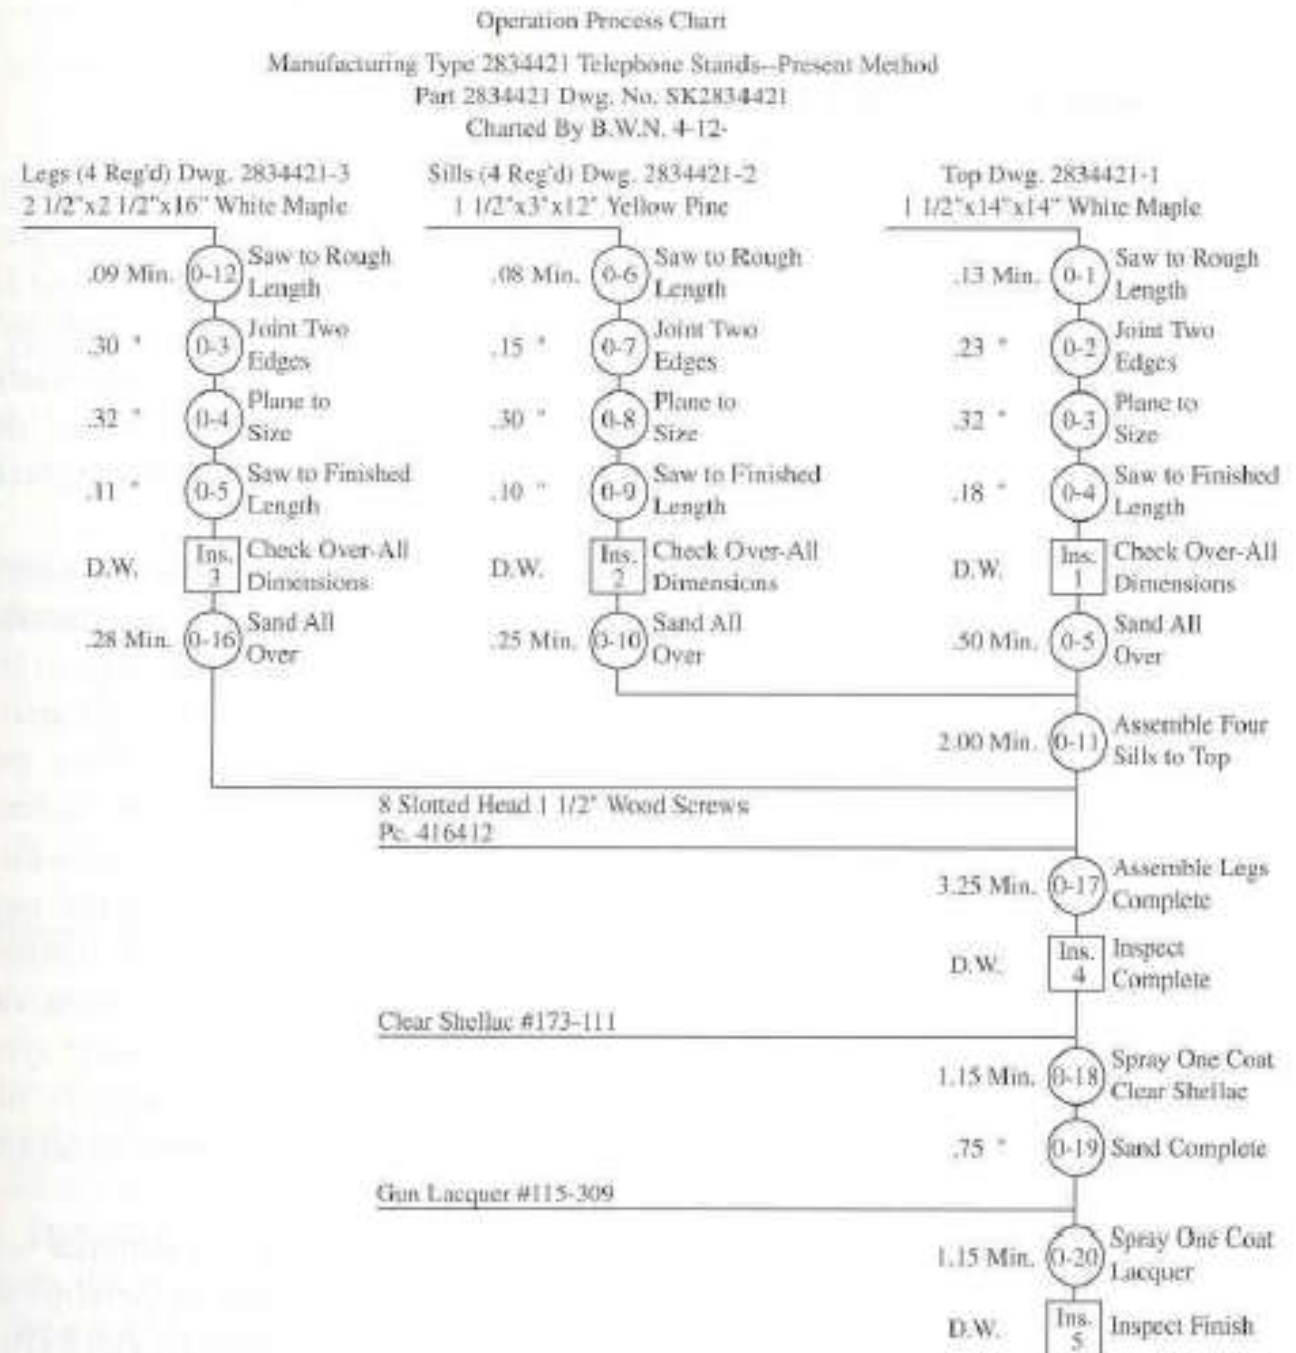 Operation Process Chart
Manufacturing Type 2834421 Telephone Stands--Present Method
Part 2834421 Dwg. No. SK2834421
Charted By B.W.N. 4-12-
Legs (4 Reg'd) Dwg. 2834421-3
2 1/2"x2 1/2"x16" White Maple
.09 Min. 0-12 Saw to Rough
Length
.30 " 0-3 Joint Two
Edges
.32 " 0-4 Plane to
Size
.11 " 0-5 Saw to Finished
Length
D.W. Ins. 3 Check Over-All
Dimensions
.28 Min. 0-16 Sand All
Over
Sills (4 Reg'd) Dwg. 2834421-2
1 1/2"x3"x12" Yellow Pine
.08 Min. 0-6 Saw to Rough
Length
.15 " 0-7 Joint Two
Edges
.30 " 0-8 Plane to
Size
.10 " 0-9 Saw to Finished
Length
D.W. Ins. 2 Check Over-All
Dimensions
.25 Min. 0-10 Sand All
Over
Top Dwg. 2834421-1
1 1/2"x14"x14" White Maple
.13 Min. 0-1 Saw to Rough
Length
.23 " 0-2 Joint Two
Edges
.32 " 0-3 Plane to
Size
.18 " 0-4 Saw to Finished
Length
D.W. Ins. 1 Check Over-All
Dimensions
.50 Min. 0-5 Sand All
Over
2.00 Min. 0-11 Assemble Four
Sills to Top
8 Slotted Head 1 1/2" Wood Screws
Pc. 416412
3.25 Min. 0-17 Assemble Legs
Complete
D.W. Ins. 4 Inspect
Complete
Clear Shellac #173-111
1.15 Min. 0-18 Spray One Coat
Clear Shellac
.75 " 0-19 Sand Complete
Gun Lacquer #115-309
1.15 Min. 0-20 Spray One Coat
Lacquer
D.W. Ins. 5 Inspect Finish